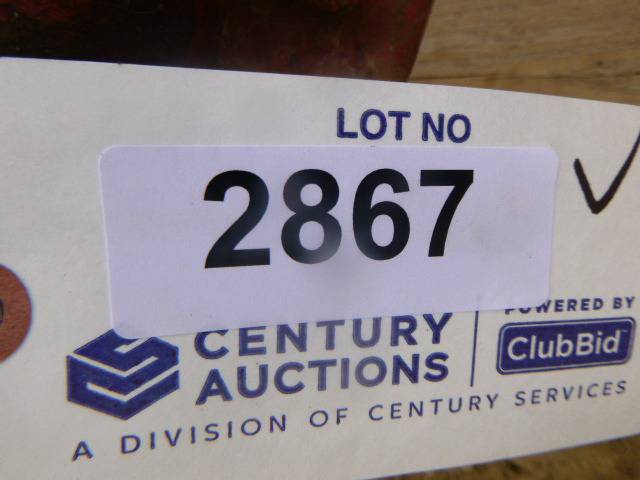 LOT NO
2867
CENTURY
AUCTIONS
POWERED BY
ClubBid
A DIVISION OF CENTURY SERVICES